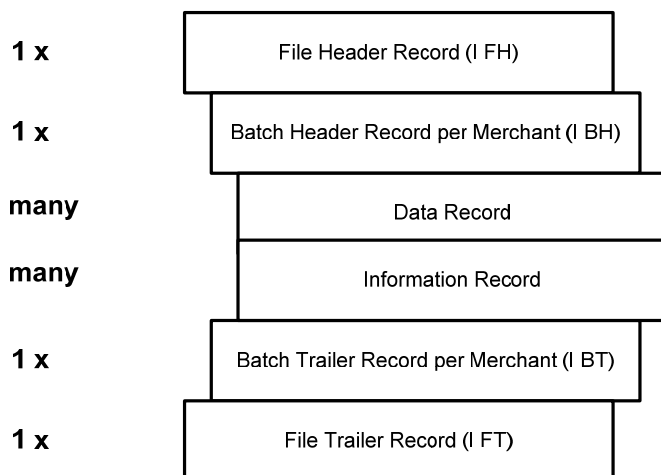 1 x File Header Record (I FH)
1 x Batch Header Record per Merchant (I BH)
many Data Record
many Information Record
1 x Batch Trailer Record per Merchant (I BT)
1 x File Trailer Record (I FT)